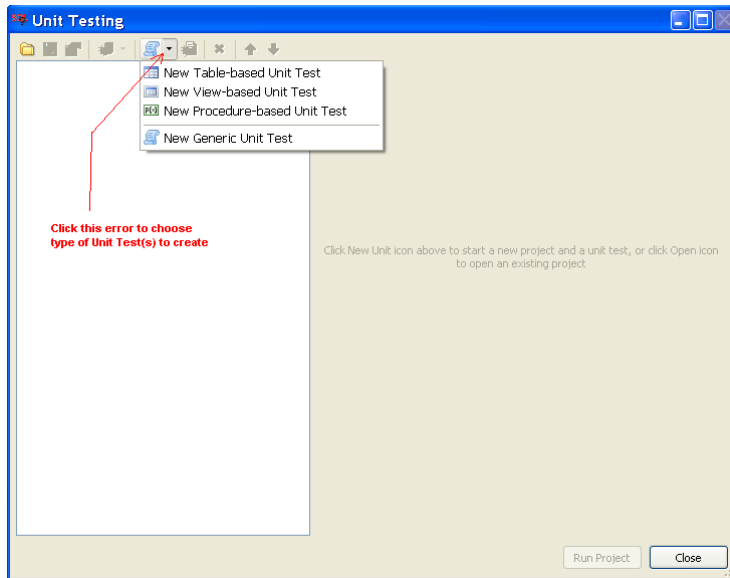 Unit Testing
New Table-based Unit Test
New View-based Unit Test
P(·) New Procedure-based Unit Test
New Generic Unit Test
Click this error to choose
type of Unit Test(s) to create
Click New Unit icon above to start a new project and a unit test, or click Open icon
to open an existing project
Run Project
Close